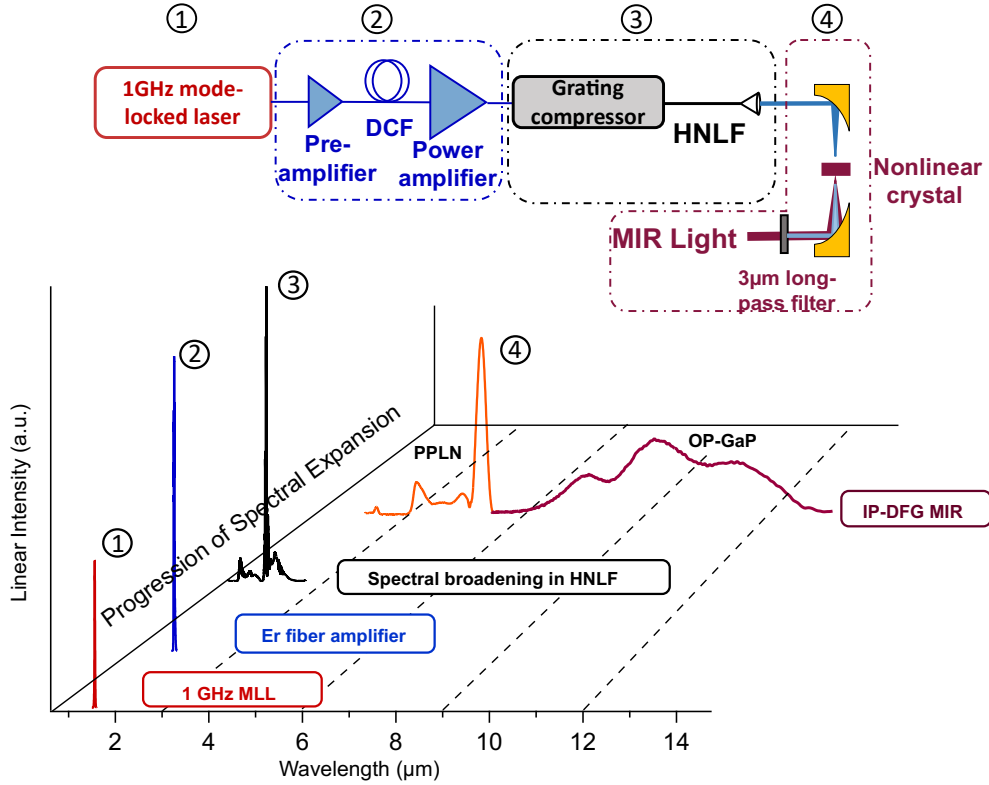 ①
②
③
④
1GHz mode-
locked laser
Pre-
amplifier
DCF
Power
amplifier
Grating
compressor
HNLF
Nonlinear
crystal
MIR Light
3µm long-
pass filter
③
②
④
①
Linear Intensity (a.u.)
Progression of Spectral Expansion
PPLN
OP-GaP
IP-DFG MIR
Spectral broadening in HNLF
Er fiber amplifier
1 GHz MLL
2
4
6
8
10
12
14
Wavelength (µm)